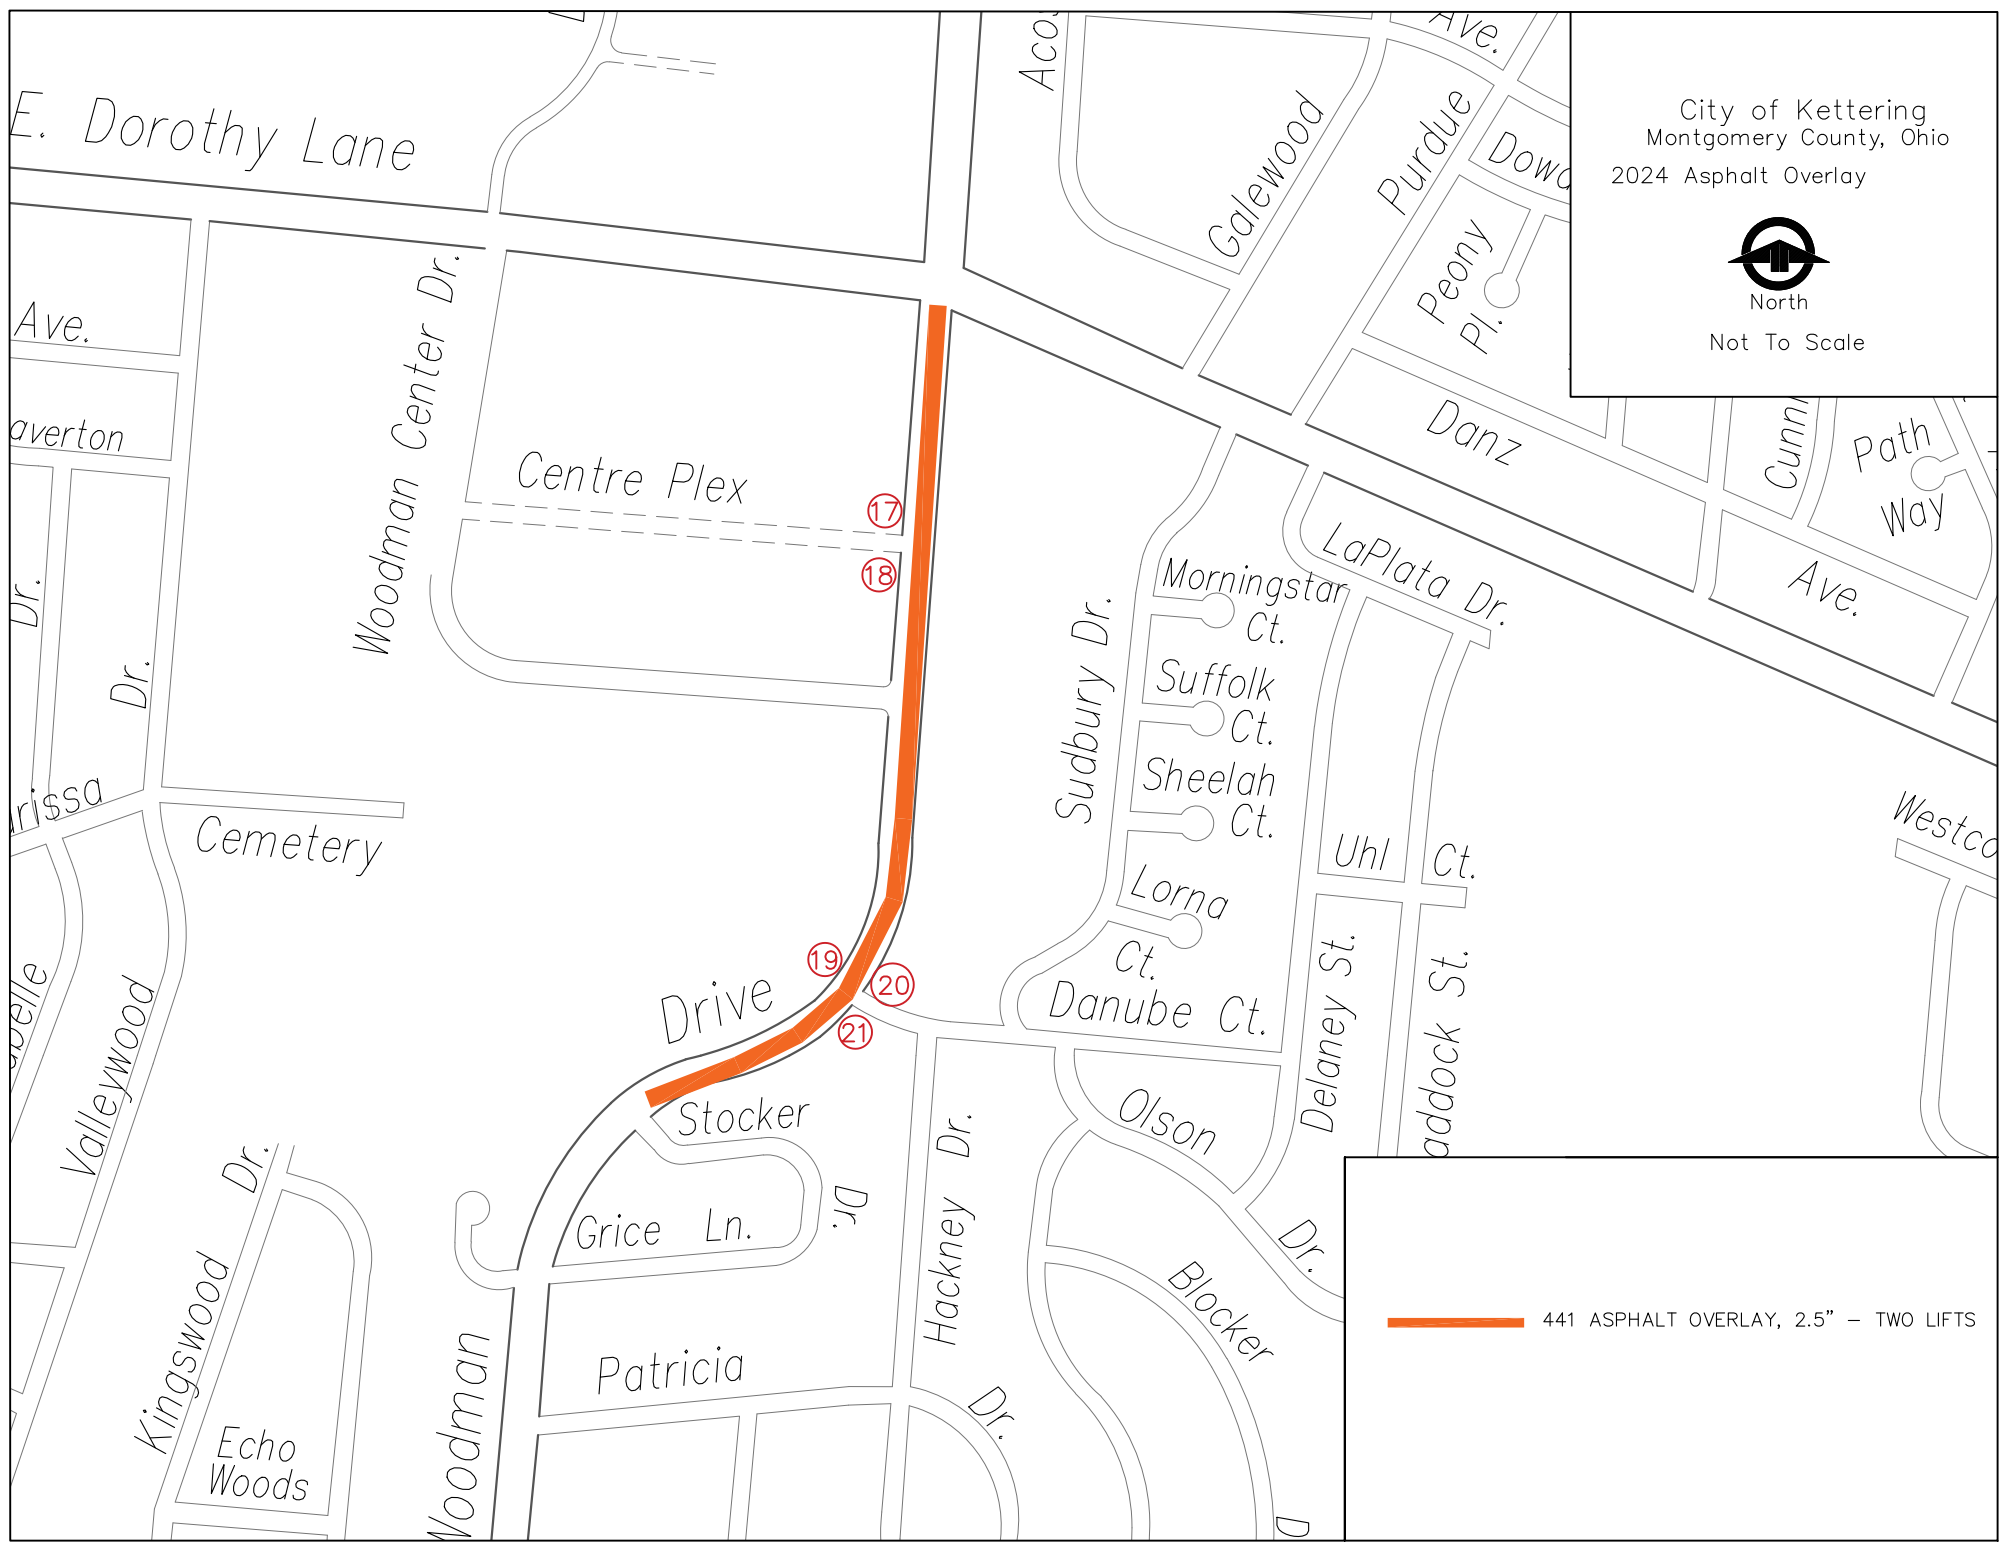 City of Kettering
Montgomery County, Ohio
2024 Asphalt Overlay
North
Not To Scale
E. Dorothy Lane
Ave.
Galewood
Purdue
Peony
Pl.
Ave.
Woodman Center Dr.
Centre Plex
17
18
Danz
Ave.
Path
Way
LaPlata Dr.
Morningstar
Ct.
Suffolk
Ct.
Sheelah
Ct.
Lorna
Ct.
Sudbury Dr.
Uhl Ct.
Dr.
Dr.
Cemetery
Valleywood
Drive
19
20
21
Danube Ct.
Delaney St.
St.
Stocker
Dr.
Olson
Dr.
Hackney Dr.
Grice Ln.
Blocker
Kingswood Dr.
Echo
Woods
Woodman
Patricia
Dr.
441 ASPHALT OVERLAY, 2.5" – TWO LIFTS